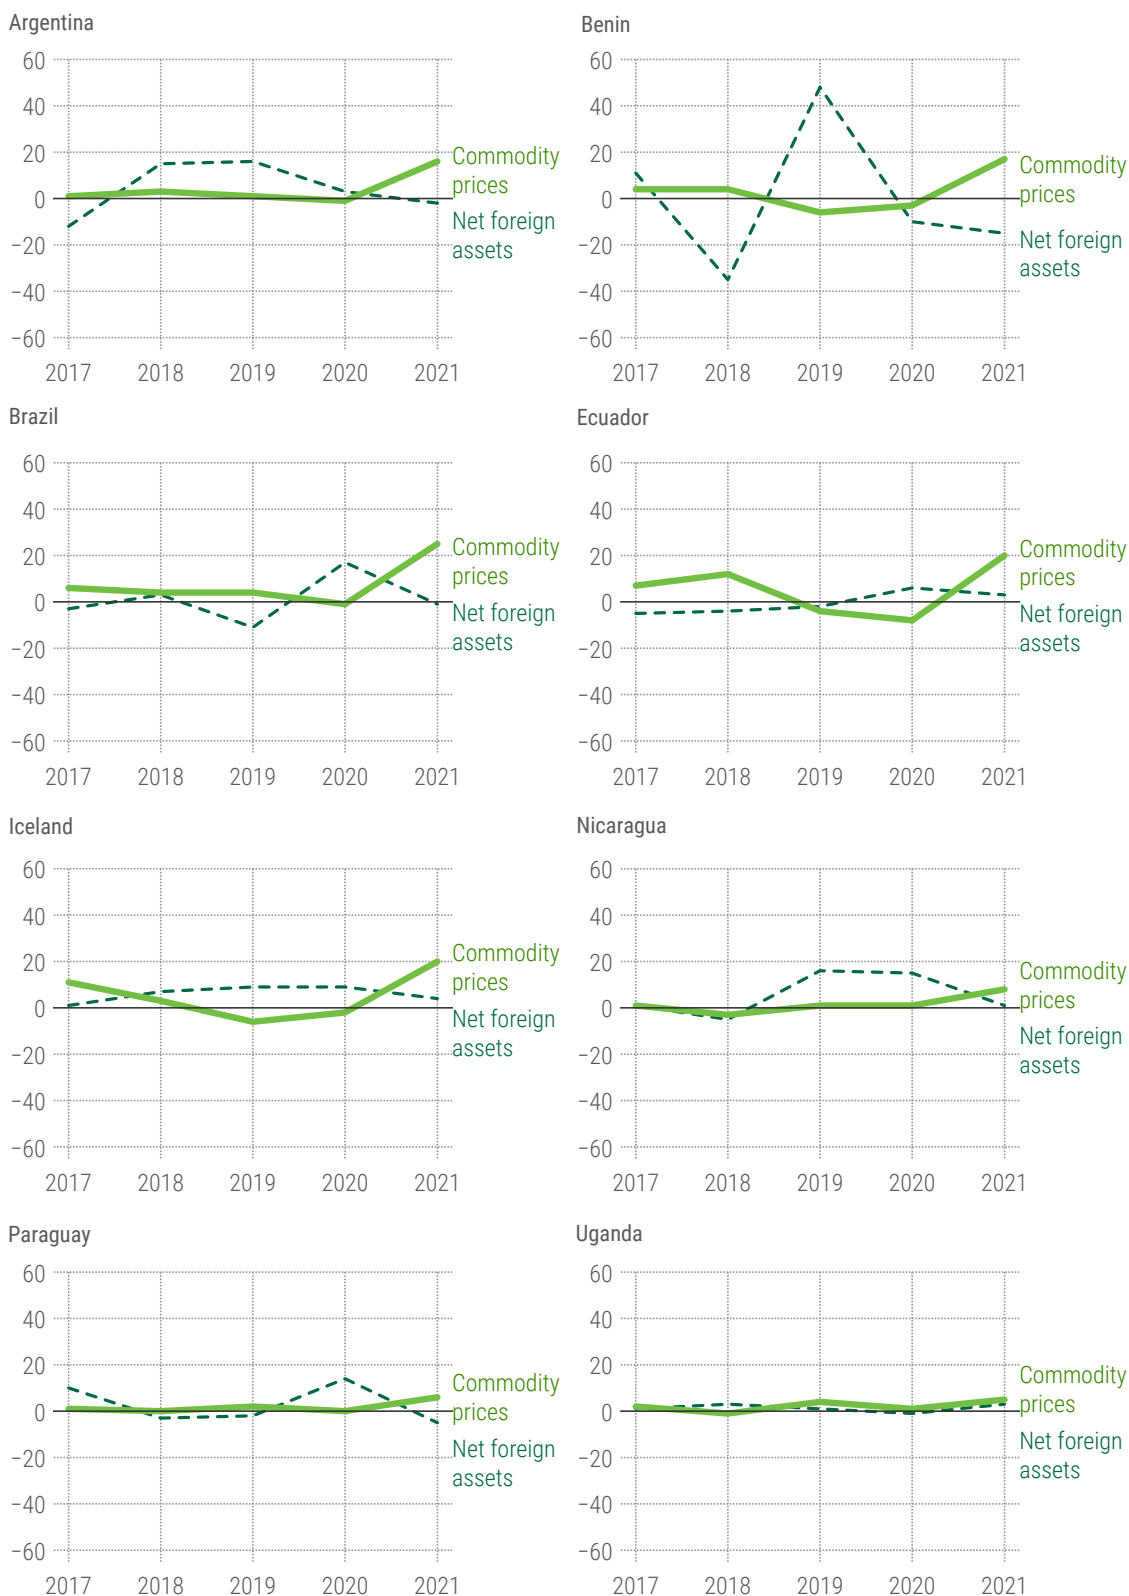 Argentina
60
40
20
0
−20
−40
−60
2017 2018 2019 2020 2021
Commodity
prices
Net foreign
assets
Benin
60
40
20
0
−20
−40
−60
2017 2018 2019 2020 2021
Commodity
prices
Net foreign
assets
Brazil
60
40
20
0
−20
−40
−60
2017 2018 2019 2020 2021
Commodity
prices
Net foreign
assets
Ecuador
60
40
20
0
−20
−40
−60
2017 2018 2019 2020 2021
Commodity
prices
Net foreign
assets
Iceland
60
40
20
0
−20
−40
−60
2017 2018 2019 2020 2021
Commodity
prices
Net foreign
assets
Nicaragua
60
40
20
0
−20
−40
−60
2017 2018 2019 2020 2021
Commodity
prices
Net foreign
assets
Paraguay
60
40
20
0
−20
−40
−60
2017 2018 2019 2020 2021
Commodity
prices
Net foreign
assets
Uganda
60
40
20
0
−20
−40
−60
2017 2018 2019 2020 2021
Commodity
prices
Net foreign
assets